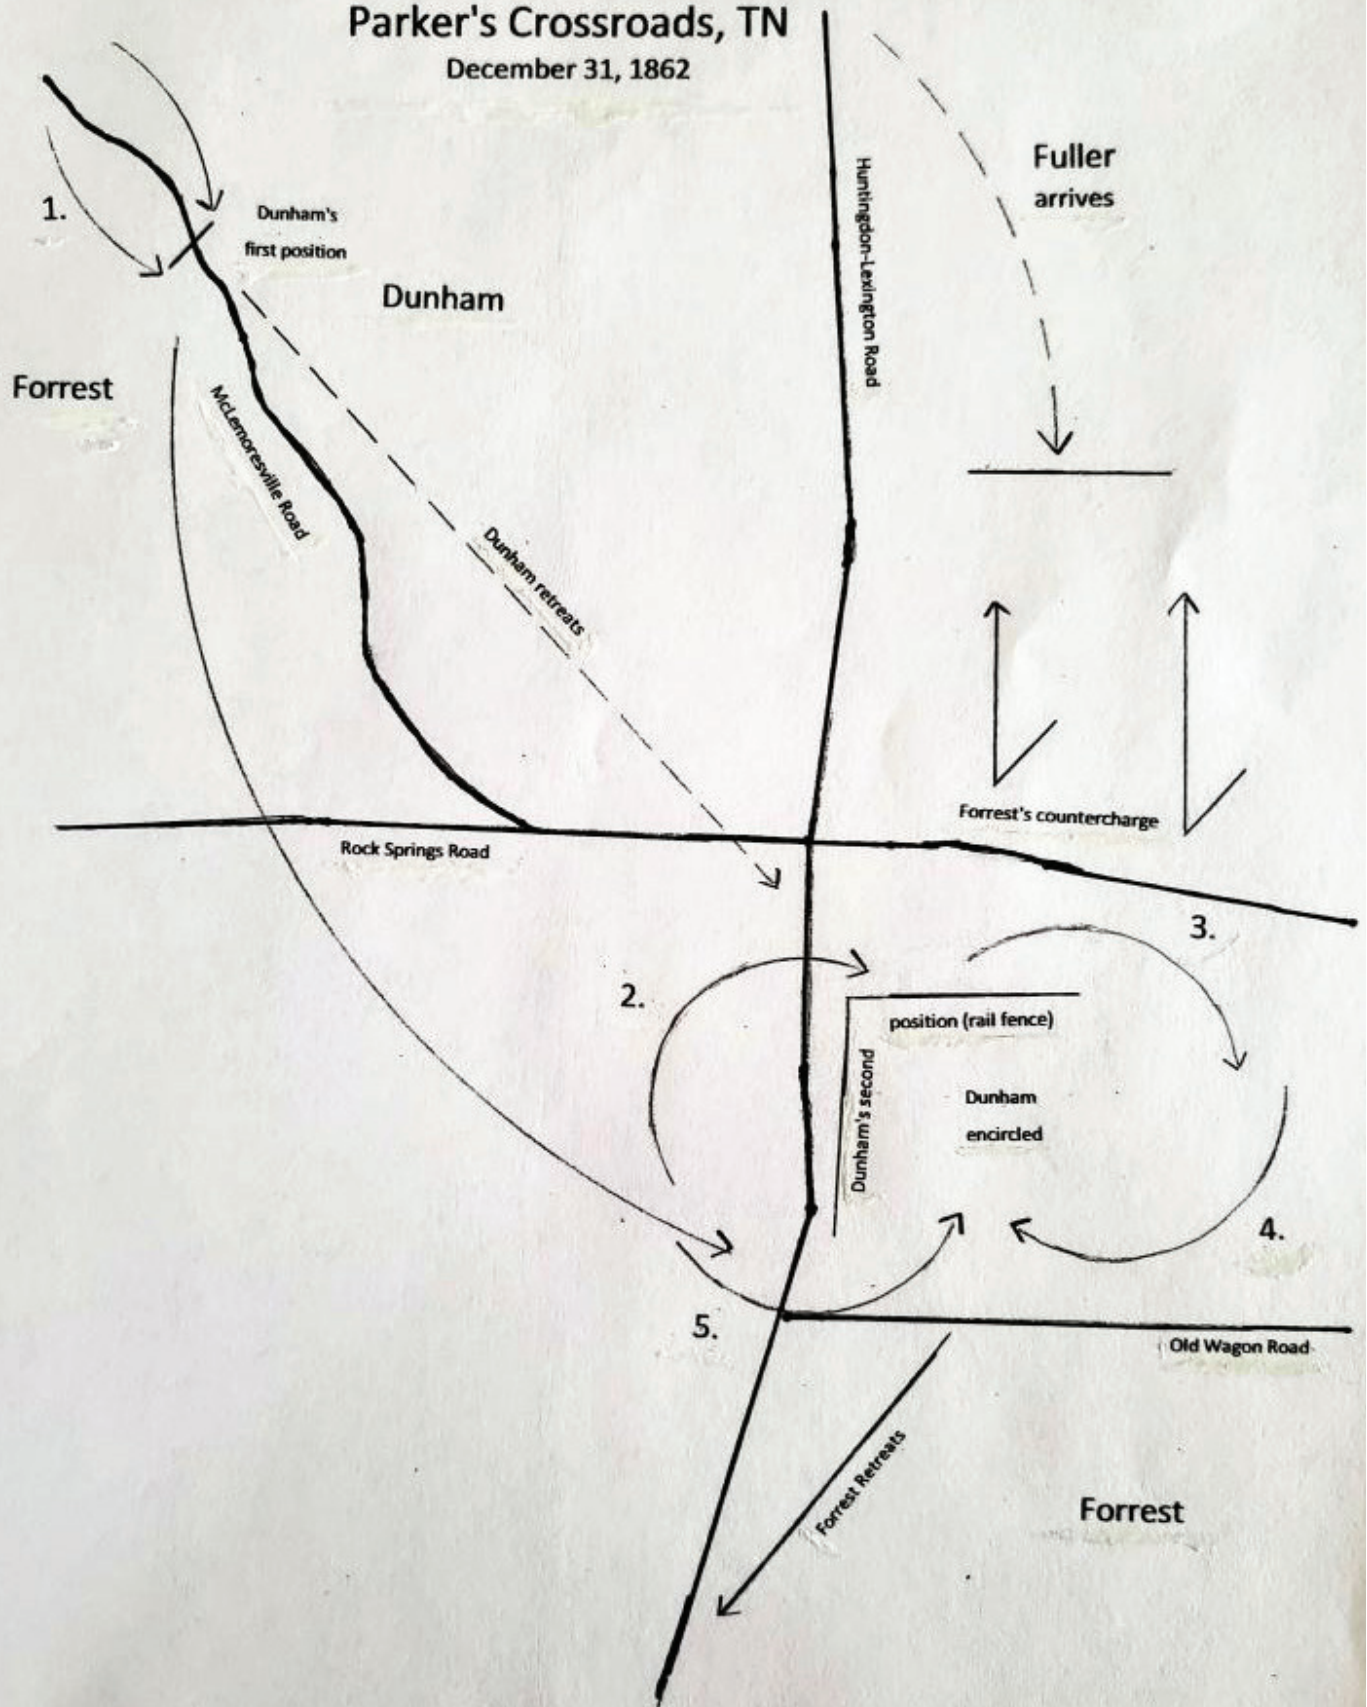 Parker's Crossroads, TN
December 31, 1862
Fuller
arrives
Huntingdon-Lexington Road
1.
Dunham's
first position
Dunham
Forrest
McLemoresville Road
Dunham retreats
Forrest's countercharge
Rock Springs Road
3.
2.
position (rail fence)
Dunham's second
Dunham
encircled
4.
5.
Old Wagon Road
Forrest Retreats
Forrest